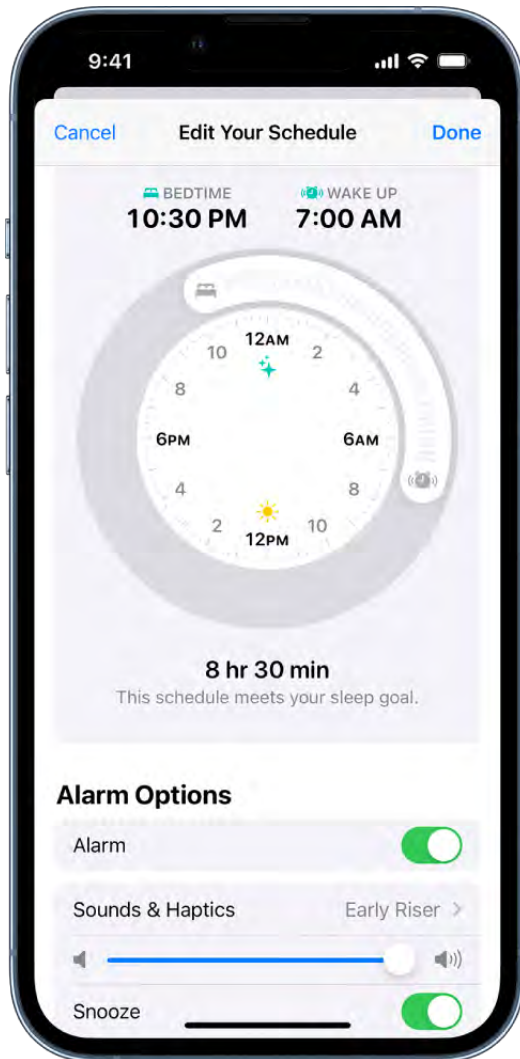 9:41
Cancel Edit Your Schedule Done
BEDTIME WAKE UP
10:30 PM 7:00 AM
12AM
10 2
8 4
6PM 6AM
4 8
2 10
12PM
8 hr 30 min
This schedule meets your sleep goal.
Alarm Options
Alarm
Sounds & Haptics Early Riser >
Snooze